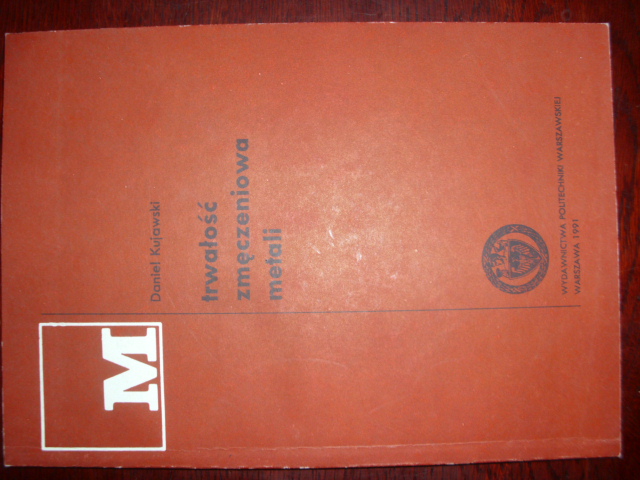 M
Daniel Kujawski
trwałość
zmęczeniowa
metali
WYDAWNICTWA POLITECHNIKI WARSZAWSKIEJ
WARSZAWA 1991